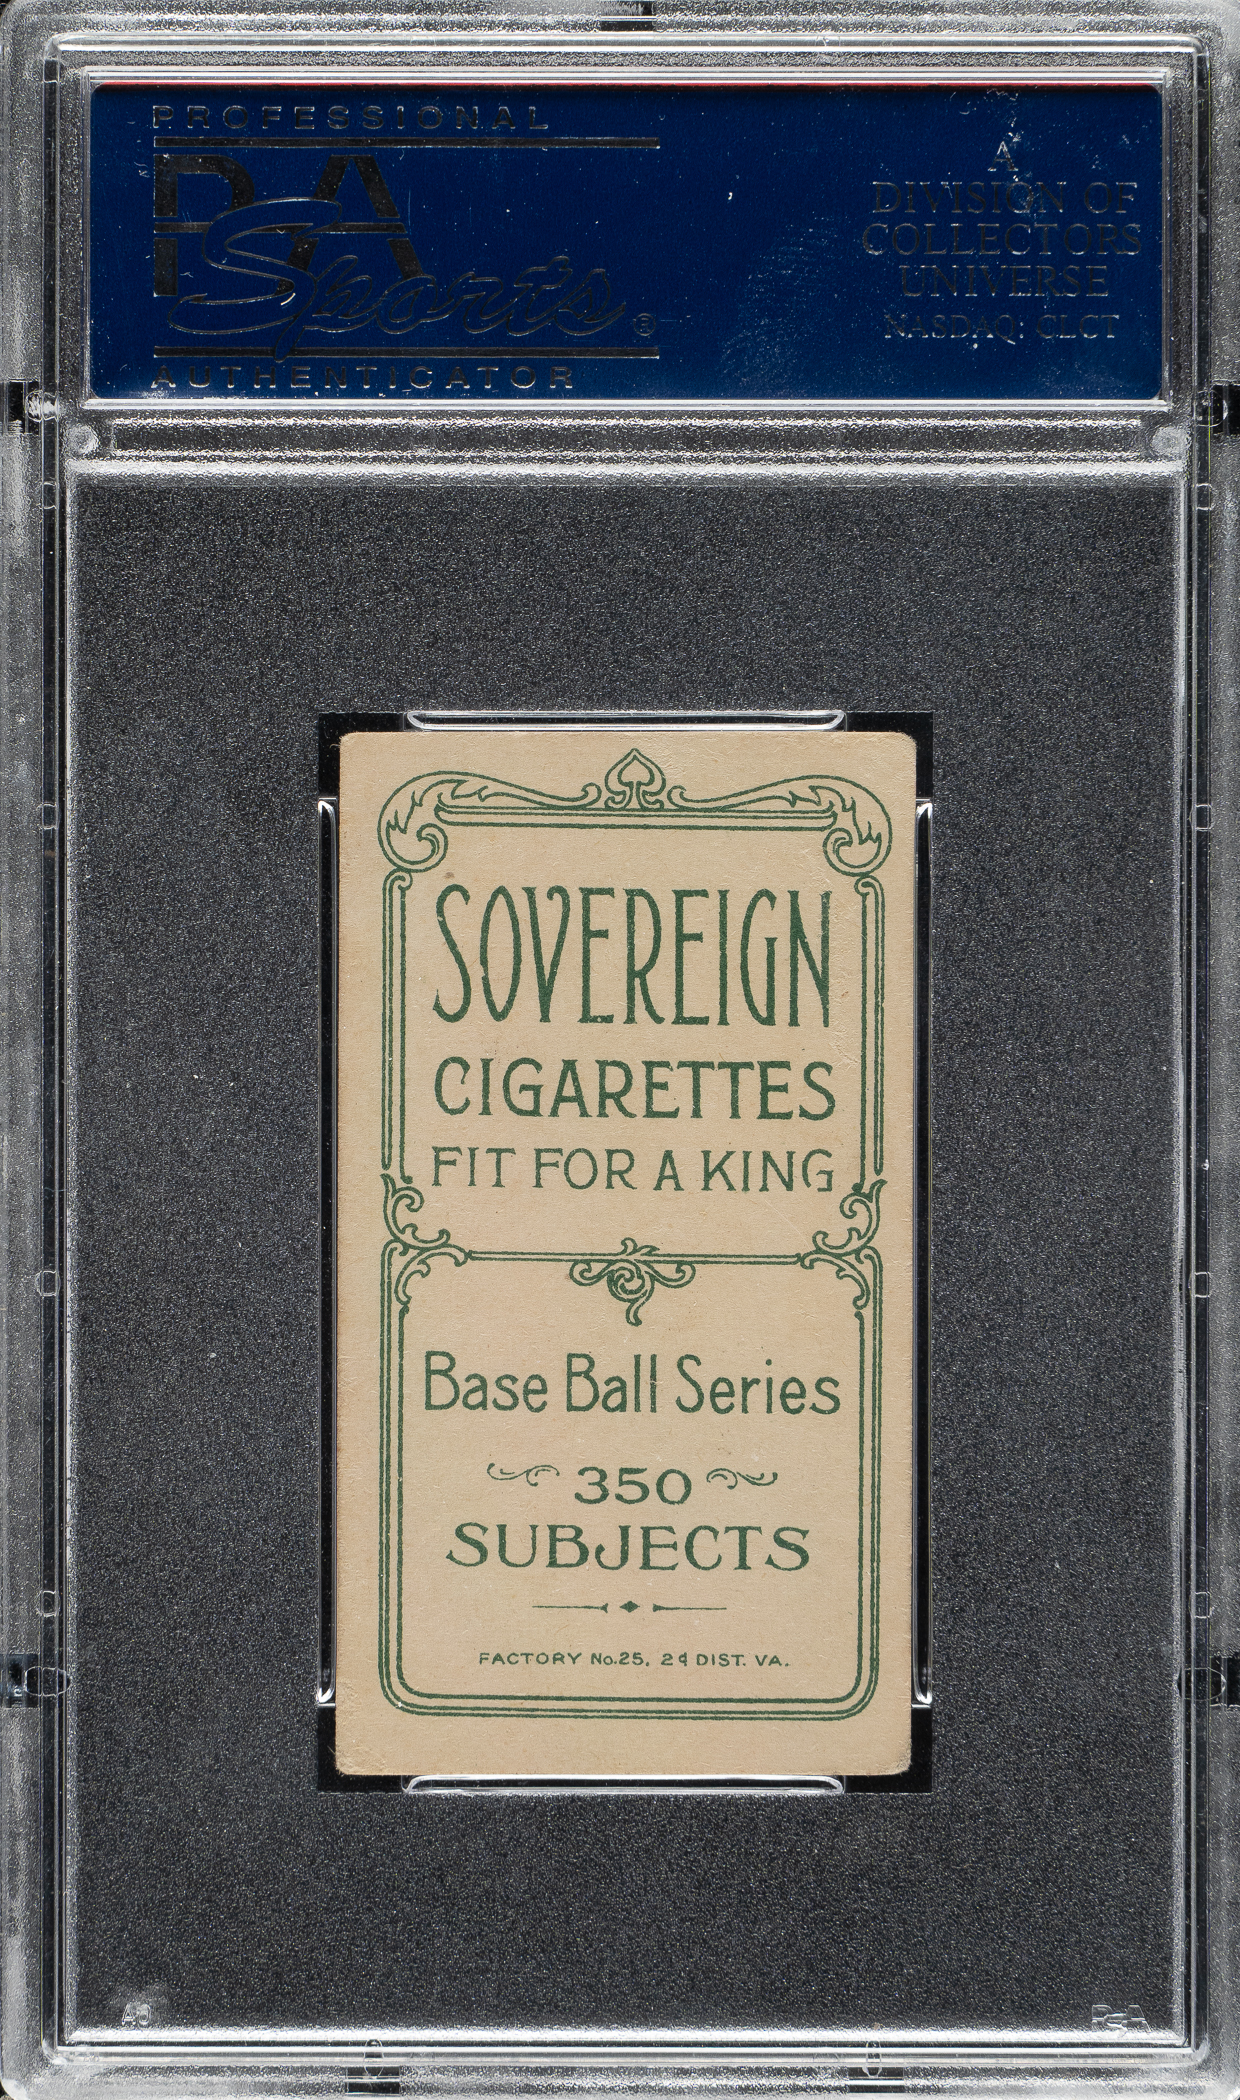 PROFESSIONAL
PSA
Sports®
AUTHENTICATOR
A
DIVISION OF
COLLECTORS
UNIVERSE
NASDAQ: CLCT
SOVEREIGN
CIGARETTES
FIT FOR A KING
Base Ball Series
350
SUBJECTS
FACTORY No.25, 2d DIST. VA.
PSA